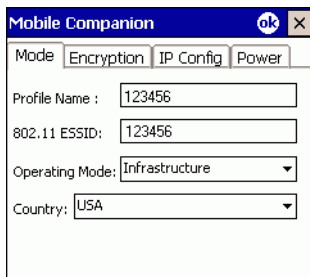 Mobile Companion ok
Mode Encryption IP Config Power
Profile Name : 123456
802.11 ESSID: 123456
Operating Mode: Infrastructure
Country: USA